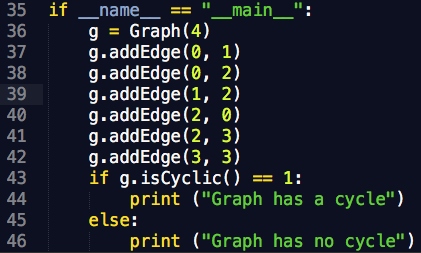 35 if __name__ == "__main__":
36     g = Graph(4)
37     g.addEdge(0, 1)
38     g.addEdge(0, 2)
39     g.addEdge(1, 2)
40     g.addEdge(2, 0)
41     g.addEdge(2, 3)
42     g.addEdge(3, 3)
43     if g.isCyclic() == 1:
44         print ("Graph has a cycle")
45     else:
46         print ("Graph has no cycle")